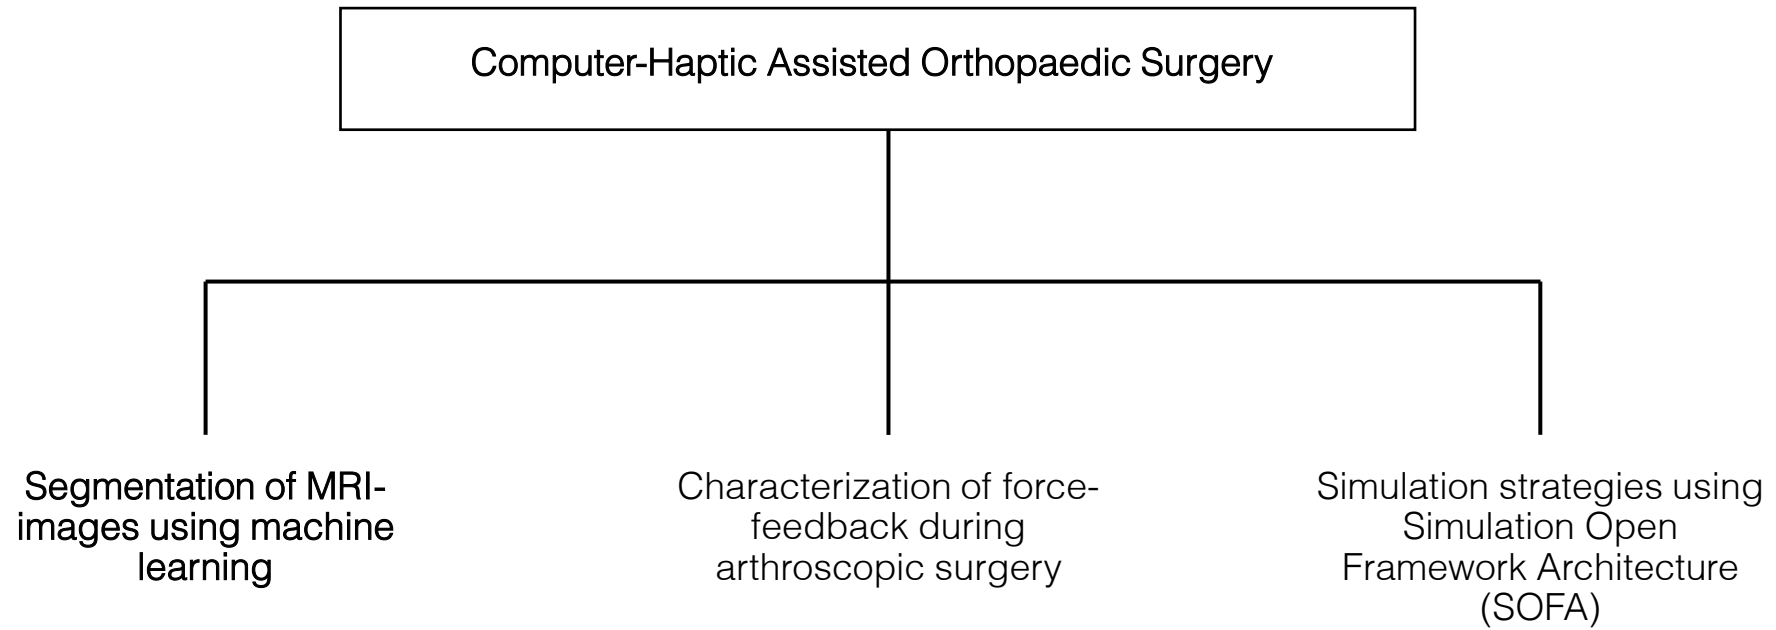 Computer-Haptic Assisted Orthopaedic Surgery
Segmentation of MRI-
images using machine
learning
Characterization of force-
feedback during
arthroscopic surgery
Simulation strategies using
Simulation Open
Framework Architecture
(SOFA)